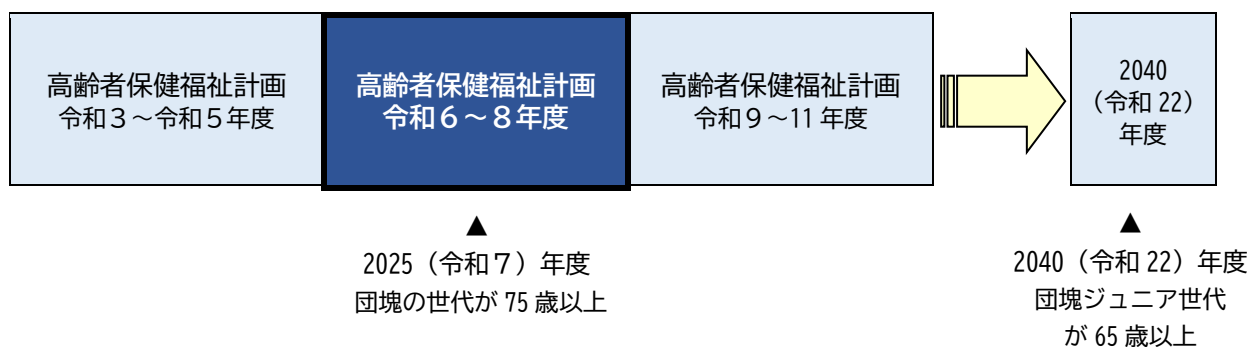 高齢者保健福祉計画
令和３～令和５年度
高齢者保健福祉計画
令和６～８年度
高齢者保健福祉計画
令和９～11 年度
2040
（令和 22）
年度
▲
2025（令和７）年度
団塊の世代が 75 歳以上
▲
2040（令和 22）年度
団塊ジュニア世代
が 65 歳以上